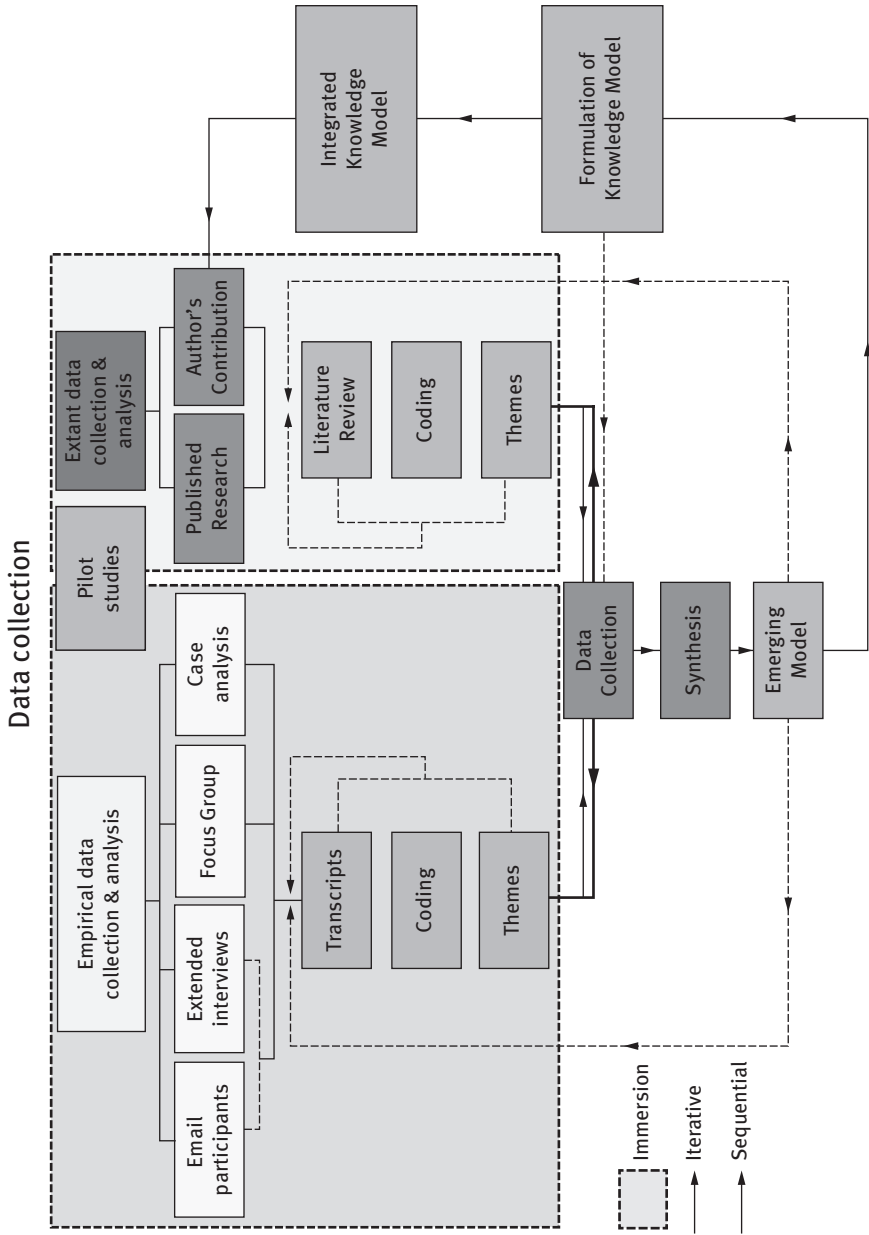 Data collection
Empirical data
collection & analysis
Pilot
studies
Extant data
collection &
analysis
Email
participants
Extended
interviews
Focus Group
Case
analysis
Published
Research
Author's
Contribution
Transcripts
Coding
Themes
Literature
Review
Coding
Themes
Integrated
Knowledge
Model
Formulation of
Knowledge Model
Data
Collection
Synthesis
Emerging
Model
Immersion
Iterative
Sequential